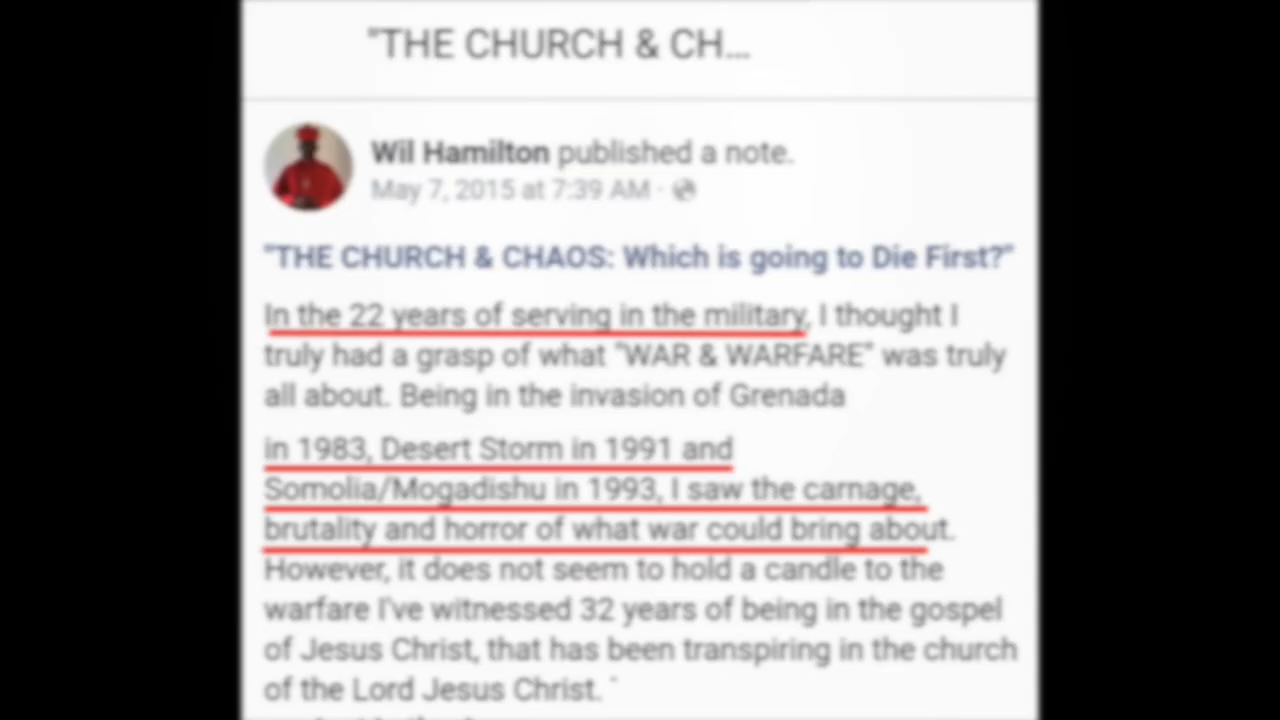 "THE CHURCH & CH...
Wil Hamilton published a note.
May 7, 2015 at 7:39 AM ·
"THE CHURCH & CHAOS: Which is going to Die First?"
In the 22 years of serving in the military, I thought I
truly had a grasp of what "WAR & WARFARE" was truly
all about. Being in the invasion of Grenada
in 1983, Desert Storm in 1991 and
Somolia/Mogadishu in 1993, I saw the carnage,
brutality and horror of what war could bring about.
However, it does not seem to hold a candle to the
warfare I've witnessed 32 years of being in the gospel
of Jesus Christ, that has been transpiring in the church
of the Lord Jesus Christ. `